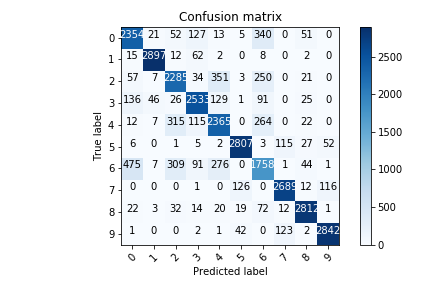 Confusion matrix
0 2354 21 52 127 13 5 340 0 51 0
1 15 2897 12 62 2 0 8 0 2 0
2 57 7 2285 34 351 3 250 0 21 0
3 136 46 26 2533 129 1 91 0 25 0
4 12 7 315 115 2365 0 264 0 22 0
5 6 0 1 5 2 2807 3 115 27 52
6 475 7 309 91 276 0 1758 1 44 1
7 0 0 0 1 0 126 0 2689 12 116
8 22 3 32 14 20 19 72 12 2812 1
9 1 0 0 2 1 42 0 123 2 2842
0 1 2 3 4 5 6 7 8 9
Predicted label
True label
2500
2000
1500
1000
500
0